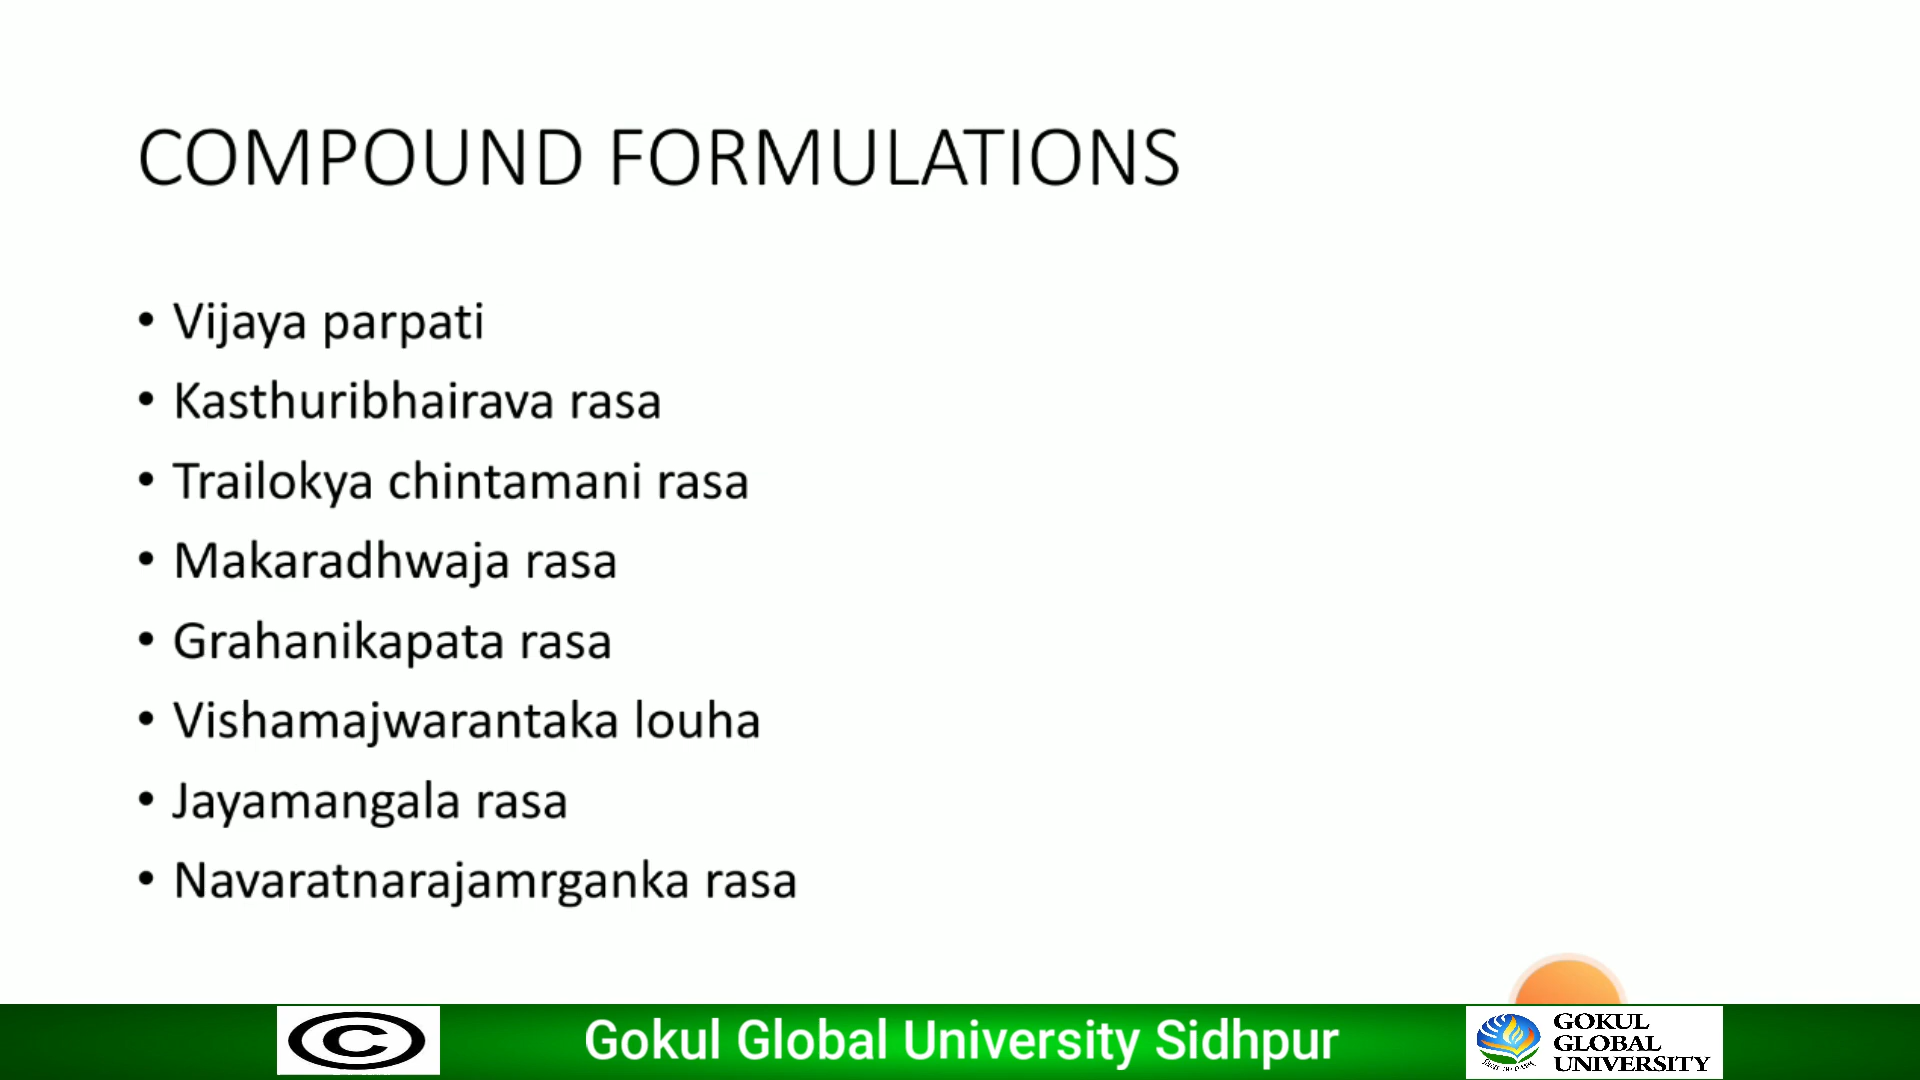 COMPOUND FORMULATIONS
• Vijaya parpati
• Kasthuribhairava rasa
• Trailokya chintamani rasa
• Makaradhwaja rasa
• Grahanikapata rasa
• Vishamajwarantaka louha
• Jayamangala rasa
• Navaratnarajamrganka rasa
©
Gokul Global University Sidhpur
GOKUL
GLOBAL
UNIVERSITY